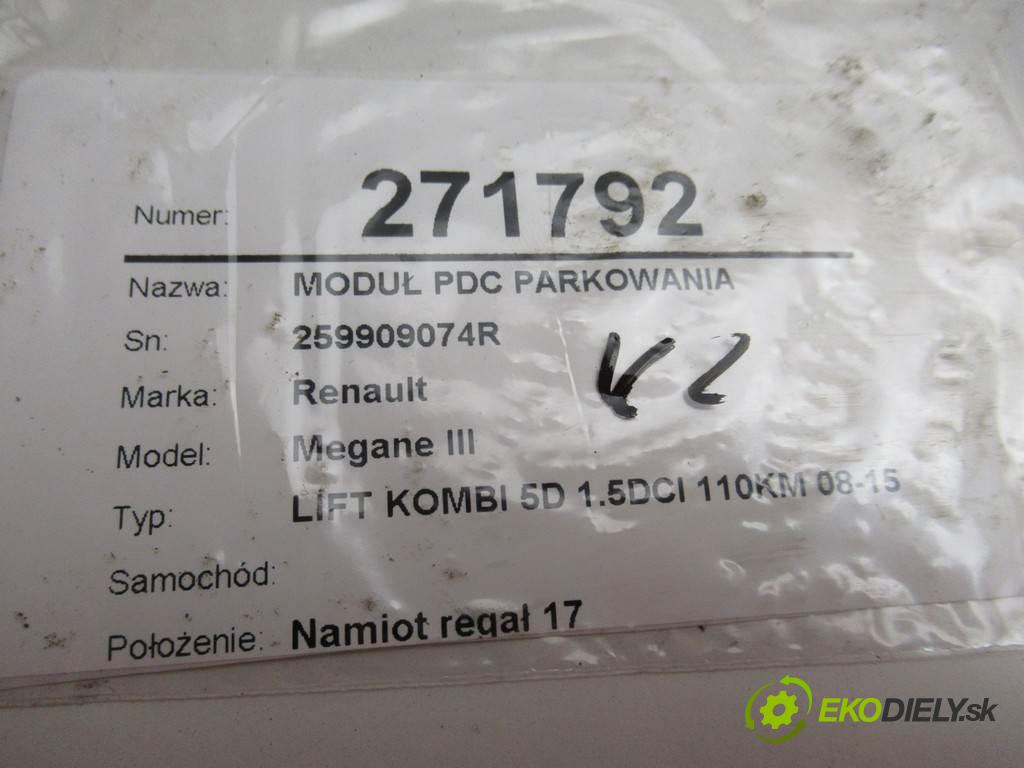 Numer: 271792
Nazwa: MODUŁ PDC PARKOWANIA
Sn: 259909074R
Marka: Renault
K2
Model: Megane III
Typ: LIFT KOMBI 5D 1.5DCI 110KM 08-15
Samochód:
Położenie: Namiot regał 17
EKODIELY.sk